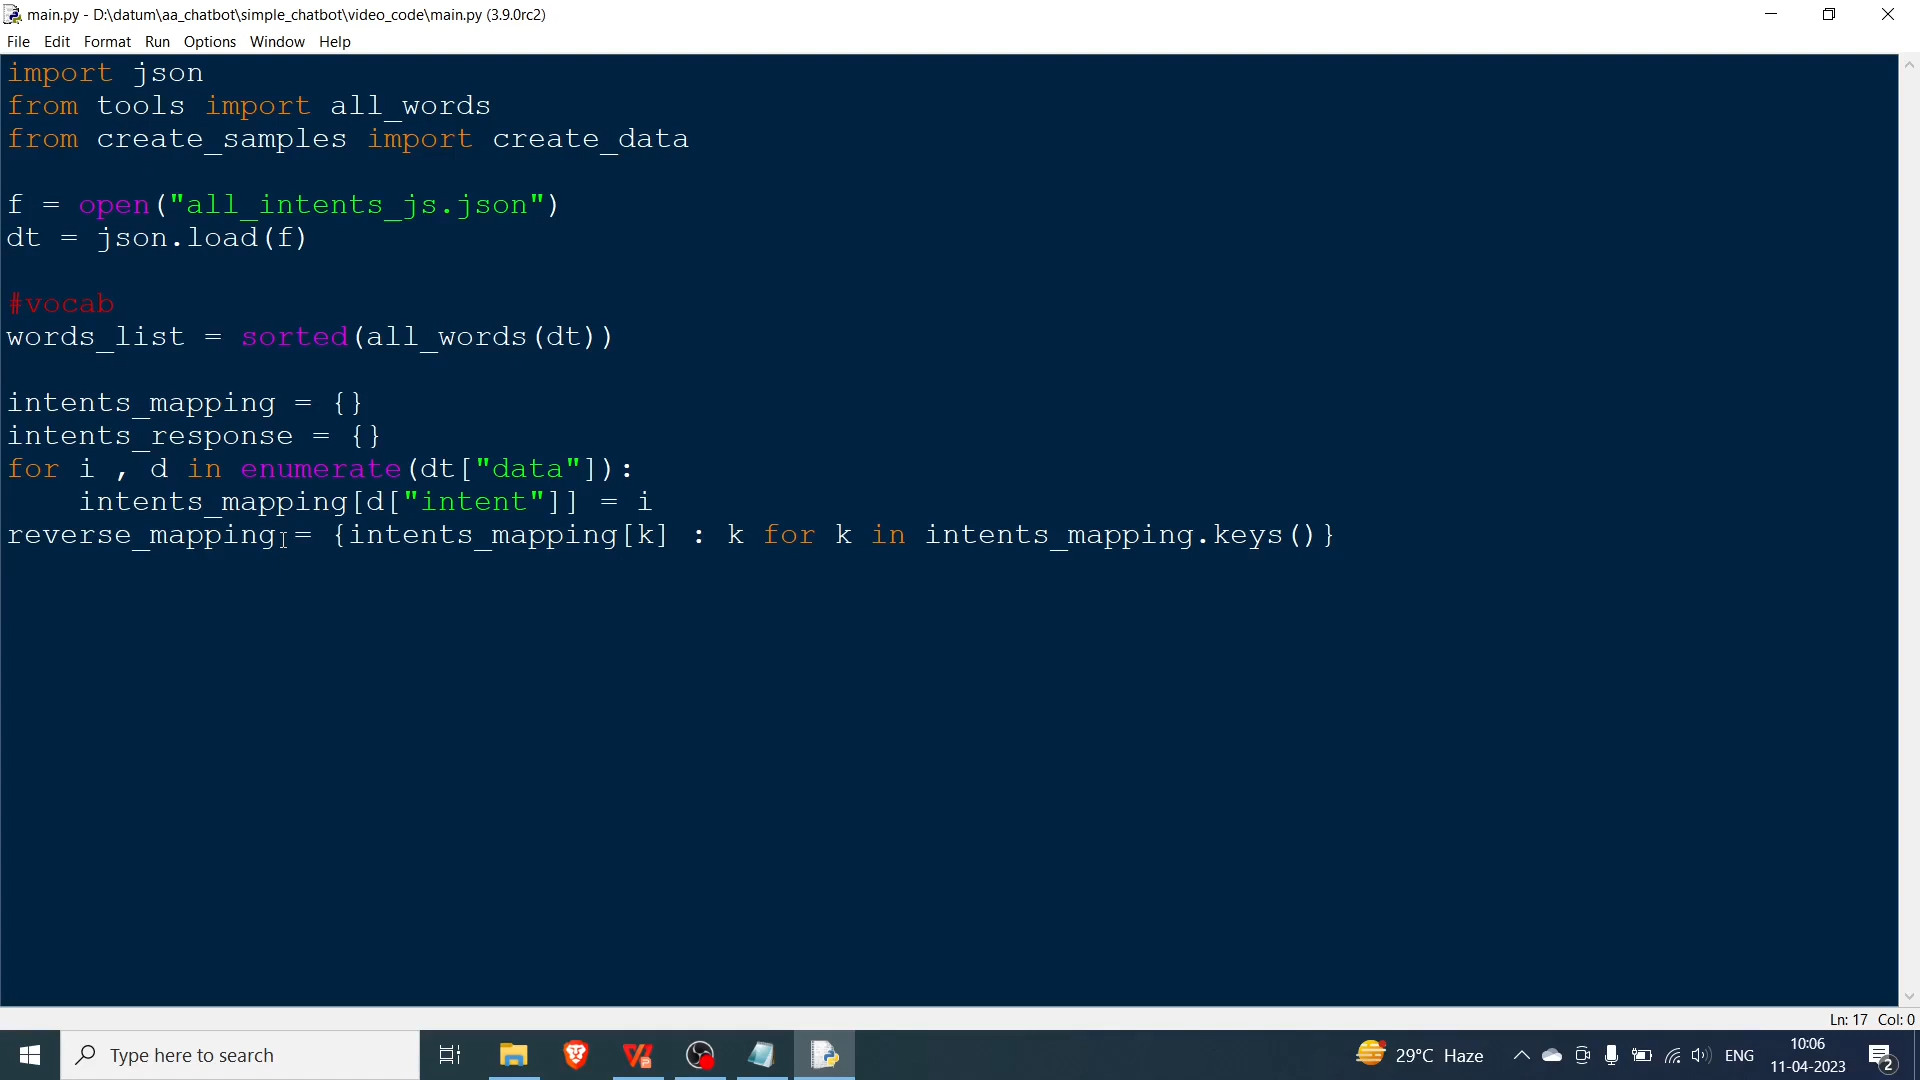 main.py - D:\datum\aa_chatbot\simple_chatbot\video_code\main.py (3.9.0rc2)
File Edit Format Run Options Window Help
import json
from tools import all_words
from create_samples import create_data
f = open("all_intents_js.json")
dt = json.load(f)
#vocab
words_list = sorted(all_words(dt))
intents_mapping = {}
intents_response = {}
for i , d in enumerate(dt["data"]):
    intents_mapping[d["intent"]] = i
reverse_mapping = {intents_mapping[k] : k for k in intents_mapping.keys()}
Ln: 17 Col: 0
Type here to search
29°C Haze
ENG
10:06
11-04-2023
2